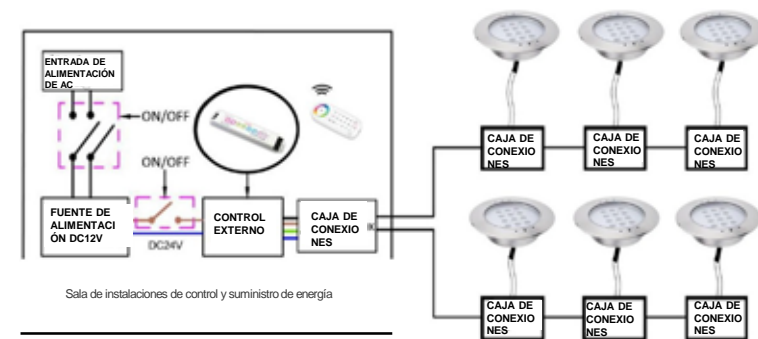 ENTRADA DE
ALIMENTACIÓN
DE AC
ON/OFF
ON/OFF
FUENTE DE
ALIMENTACI
ÓN DC12V
DC24V
CONTROL
EXTERNO
CAJA DE
CONEXIO
NES
Sala de instalaciones de control y suministro de energía
CAJA DE
CONEXIO
NES
CAJA DE
CONEXIO
NES
CAJA DE
CONEXIO
NES
CAJA DE
CONEXIO
NES
CAJA DE
CONEXIO
NES
CAJA DE
CONEXIO
NES